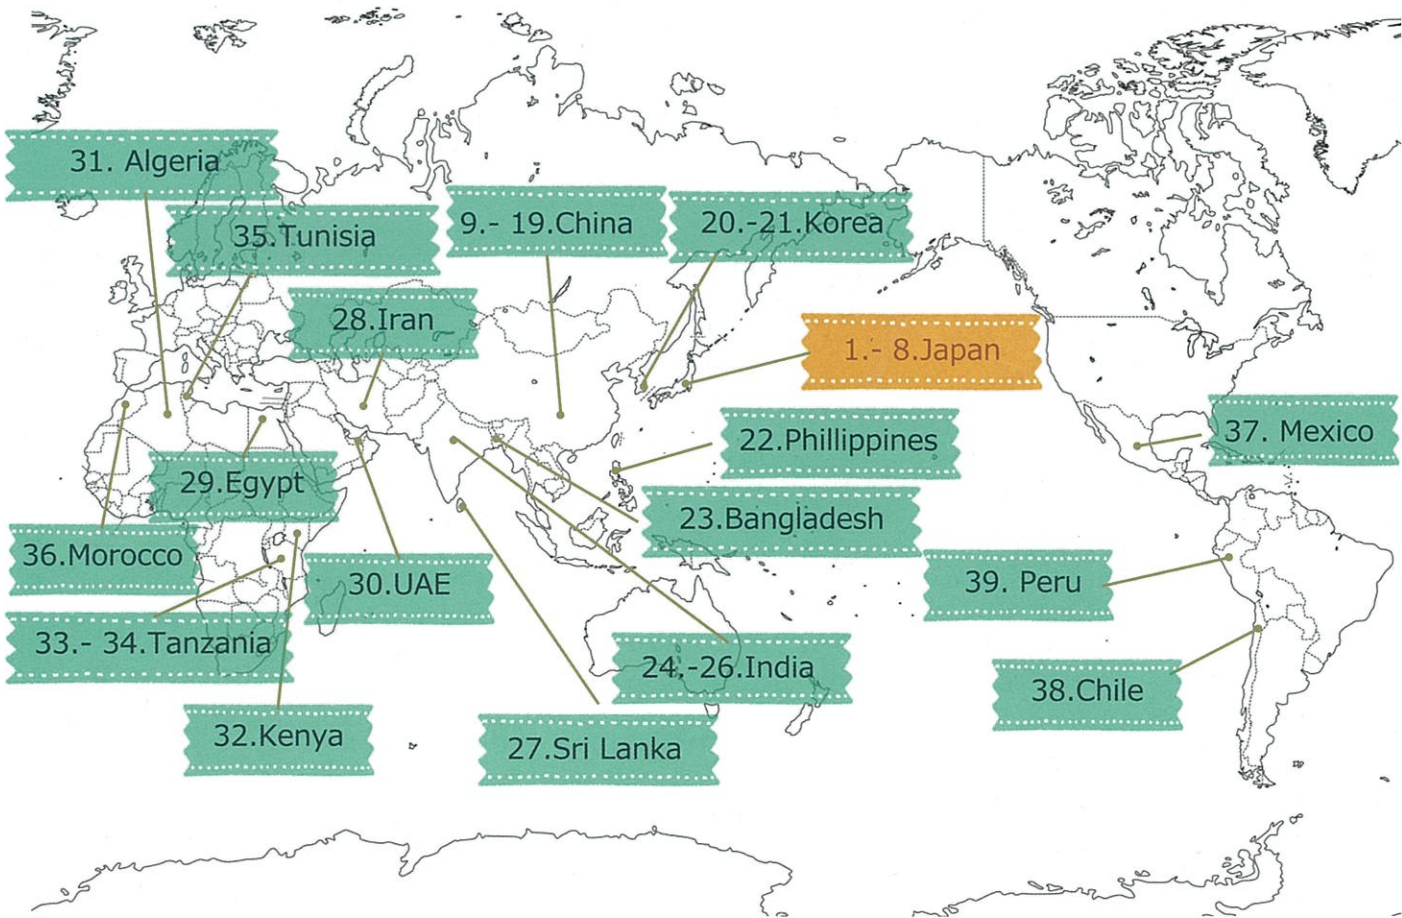 31. Algeria
35.Tunisia
9.- 19.China
20.-21.Korea
28.Iran
1.- 8.Japan
22.Phillippines
37. Mexico
29.Egypt
23.Bangladesh
36.Morocco
30.UAE
39. Peru
33.- 34.Tanzania
24.-26.India
38.Chile
32.Kenya
27.Sri Lanka